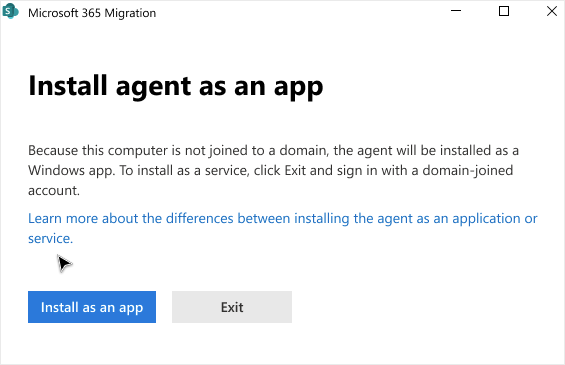 Microsoft 365 Migration
Install agent as an app
Because this computer is not joined to a domain, the agent will be installed as a
Windows app. To install as a service, click Exit and sign in with a domain-joined
account.
Learn more about the differences between installing the agent as an application or
service.
Install as an app
Exit